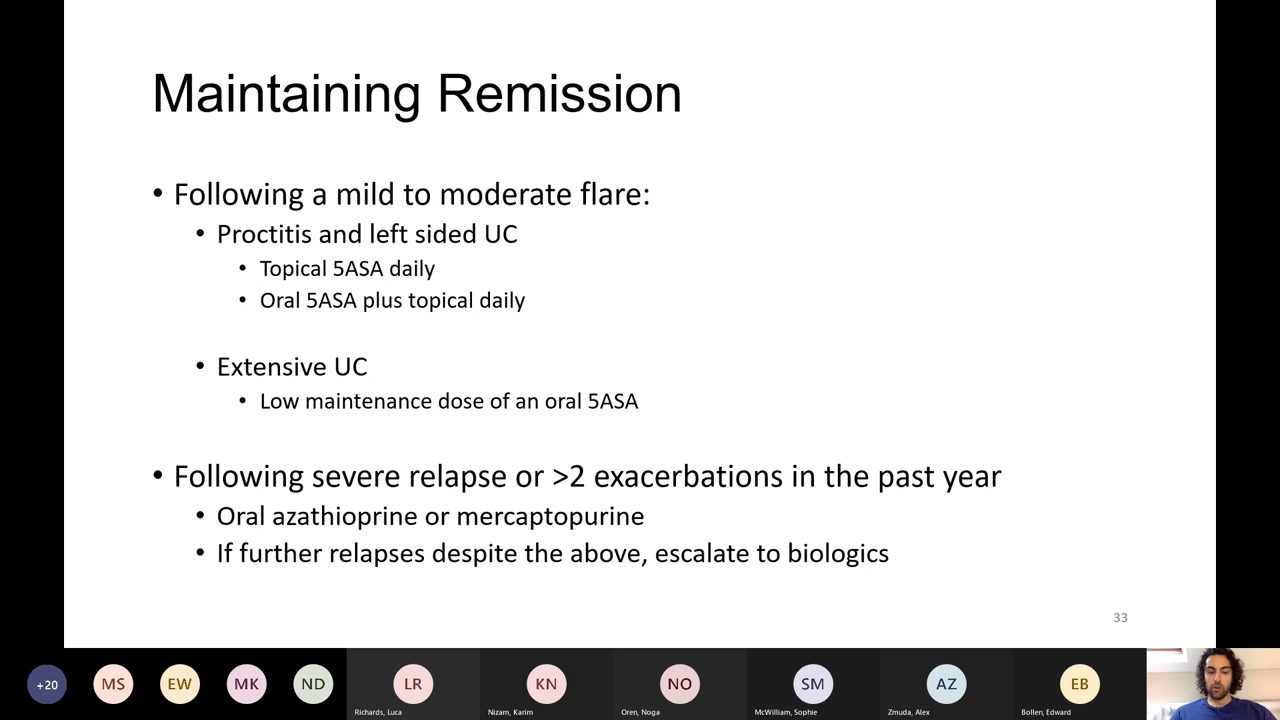 Maintaining Remission
• Following a mild to moderate flare:
• Proctitis and left sided UC
• Topical 5ASA daily
• Oral 5ASA plus topical daily
• Extensive UC
• Low maintenance dose of an oral 5ASA
• Following severe relapse or >2 exacerbations in the past year
• Oral azathioprine or mercaptopurine
• If further relapses despite the above, escalate to biologics
33
+20 MS EW MK ND LR KN NO SM AZ EB
Richards, Luca Nizam, Karim Oren, Noga McWilliam, Sophie Zmuda, Alex Bollen, Edward